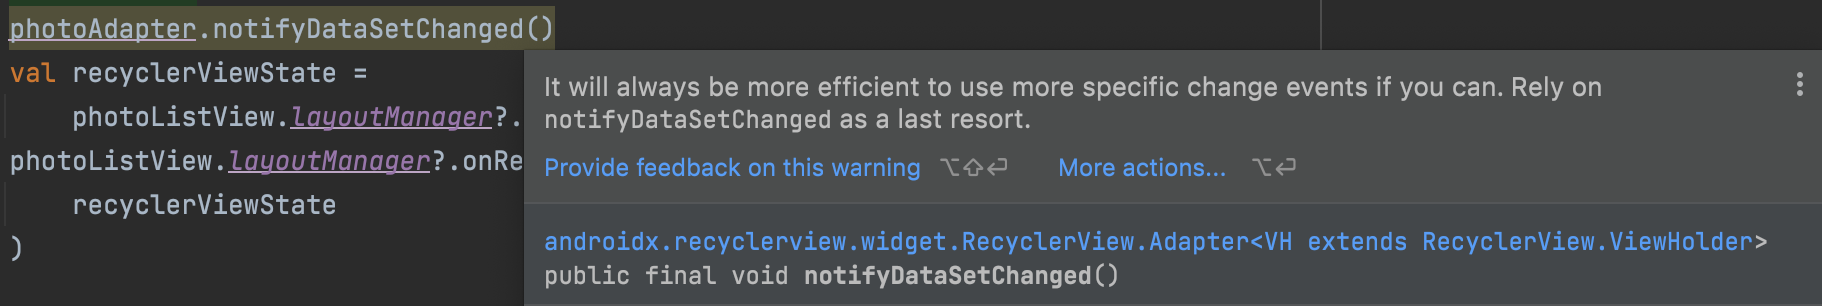 photoAdapter.notifyDataSetChanged()
val recyclerViewState =
photoListView.layoutManager?.
photoListView.layoutManager?.onRe
recyclerViewState
)
It will always be more efficient to use more specific change events if you can. Rely on
notifyDataSetChanged as a last resort.
Provide feedback on this warning ⌥⇧⏎ More actions... ⌥⏎
androidx.recyclerview.widget.RecyclerView.Adapter<VH extends RecyclerView.ViewHolder>
public final void notifyDataSetChanged()